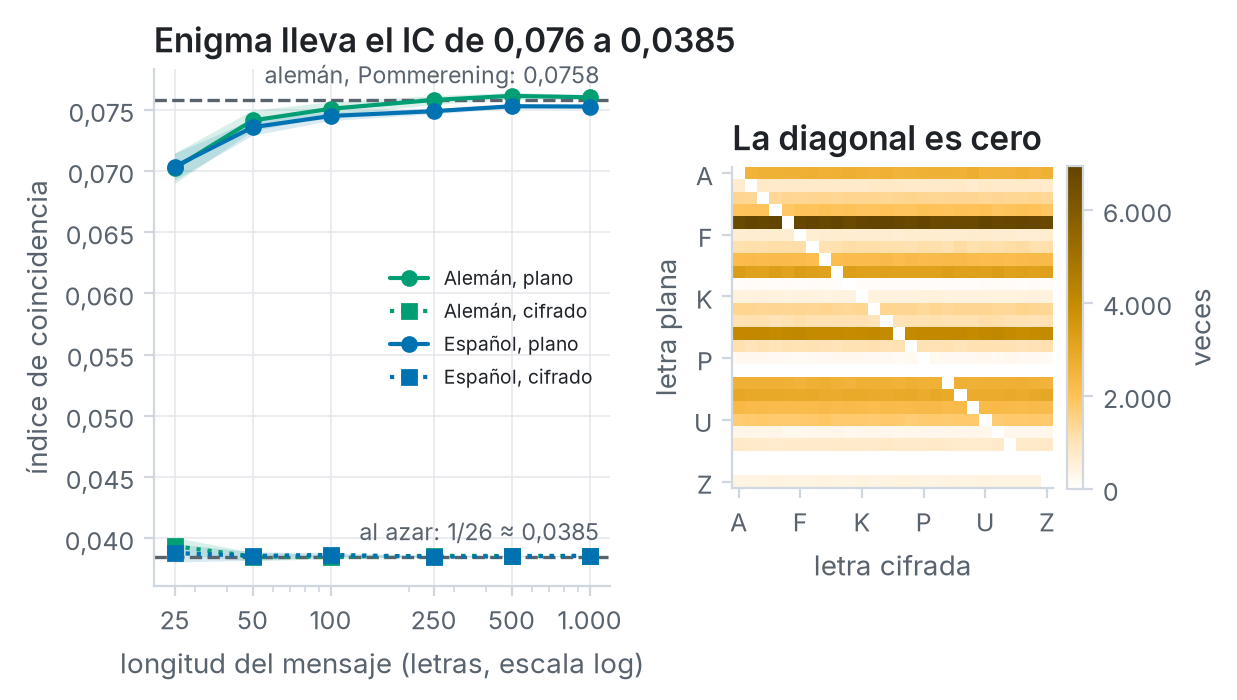 Enigma lleva el IC de 0,076 a 0,0385
alemán, Pommerening: 0,0758
0,075
0,070
0,065
0,060
0,055
0,050
0,045
0,040
índice de coincidencia
Alemán, plano
Alemán, cifrado
Español, plano
Español, cifrado
al azar: 1/26 ≈ 0,0385
25 50 100 250 500 1.000
longitud del mensaje (letras, escala log)
La diagonal es cero
A
F
K
P
U
Z
letra plana
A F K P U Z
letra cifrada
6.000
4.000
2.000
0
veces